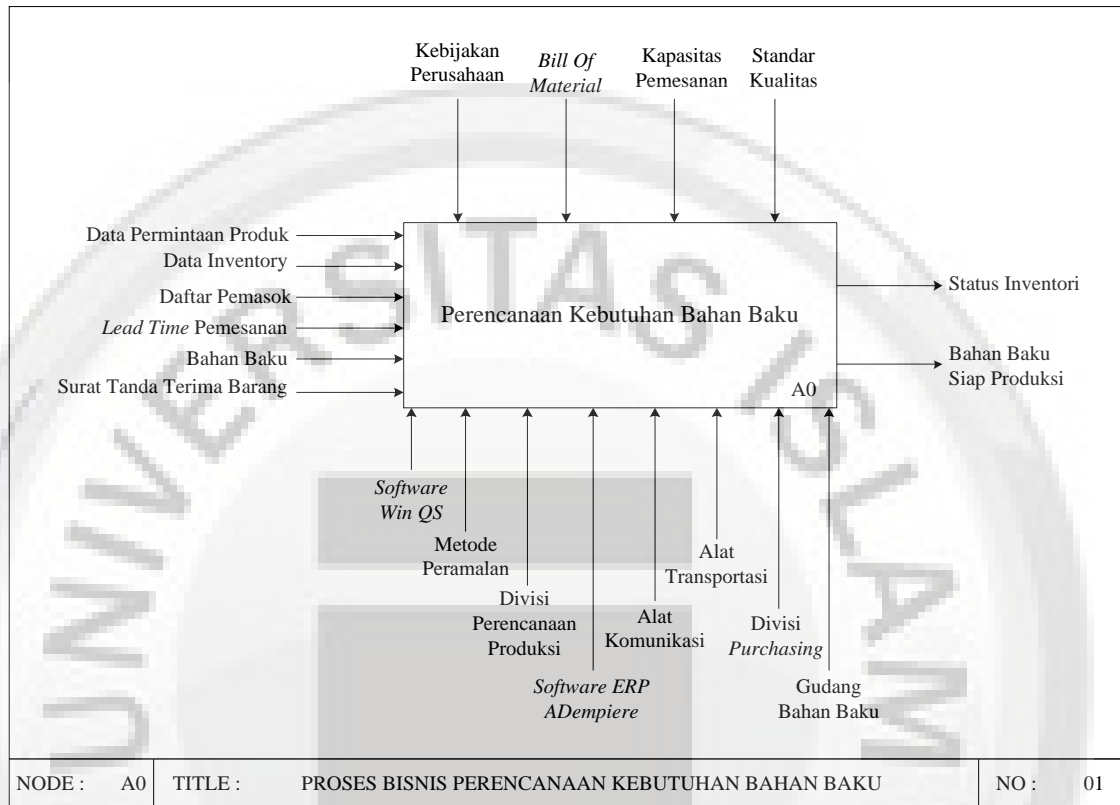 Kebijakan
Perusahaan
Bill Of
Material
Kapasitas
Pemesanan
Standar
Kualitas
Data Permintaan Produk
Data Inventory
Daftar Pemasok
Lead Time Pemesanan
Bahan Baku
Surat Tanda Terima Barang
Perencanaan Kebutuhan Bahan Baku
A0
Status Inventori
Bahan Baku
Siap Produksi
Software
Win QS
Metode
Peramalan
Divisi
Perencanaan
Produksi
Software ERP
ADempiere
Alat
Komunikasi
Alat
Transportasi
Divisi
Purchasing
Gudang
Bahan Baku
UNIVERSITAS ISLAM
NODE : A0 TITLE : PROSES BISNIS PERENCANAAN KEBUTUHAN BAHAN BAKU NO : 01